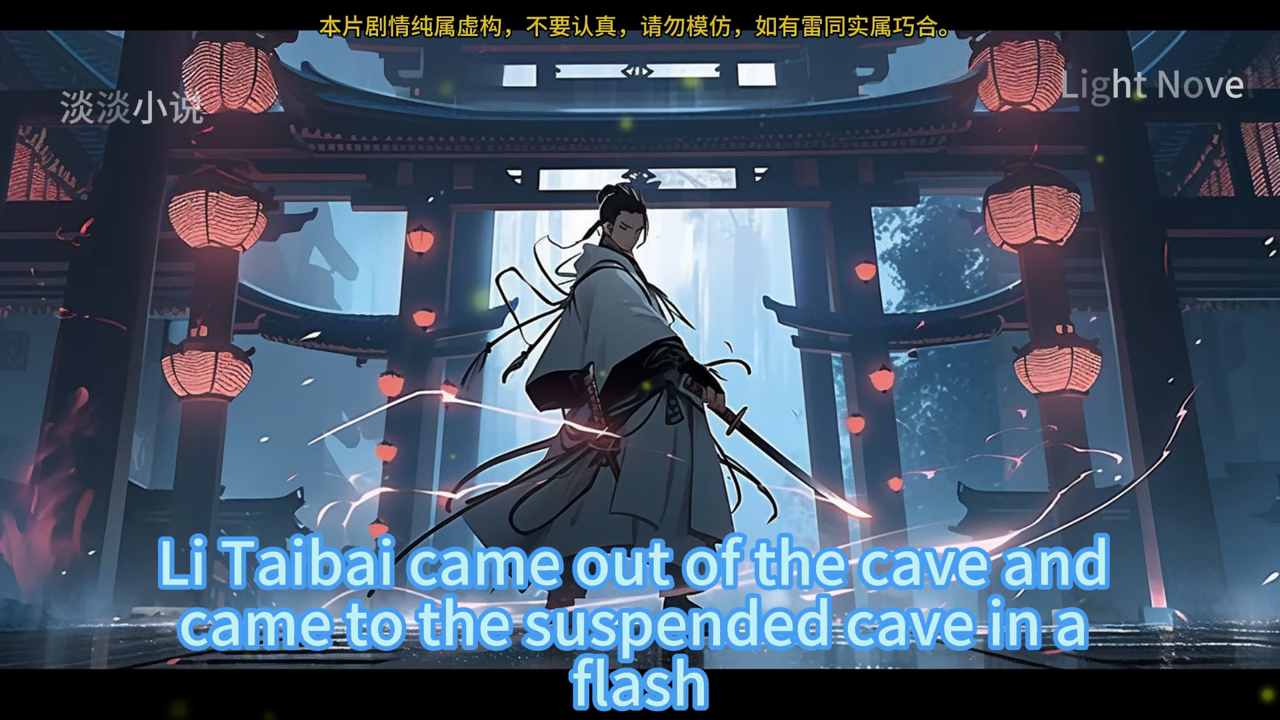 本片剧情纯属虚构，不要认真，请勿模仿，如有雷同实属巧合。
淡淡小说
Light Novel
Li Taibai came out of the cave and
came to the suspended cave in a
flash